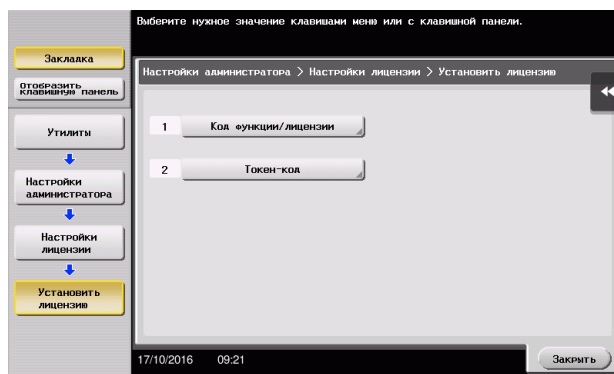 Выберите нужное значение клавишами меню или с клавишной панели.
Закладка
Отобразить
клавишную панель
Настройки администратора > Настройки лицензии > Установить лицензию
Утилиты
Настройки
администратора
Настройки
лицензии
Установить
лицензию
1 Код функции/лицензии
2 Токен-код
17/10/2016 09:21
Закрыть